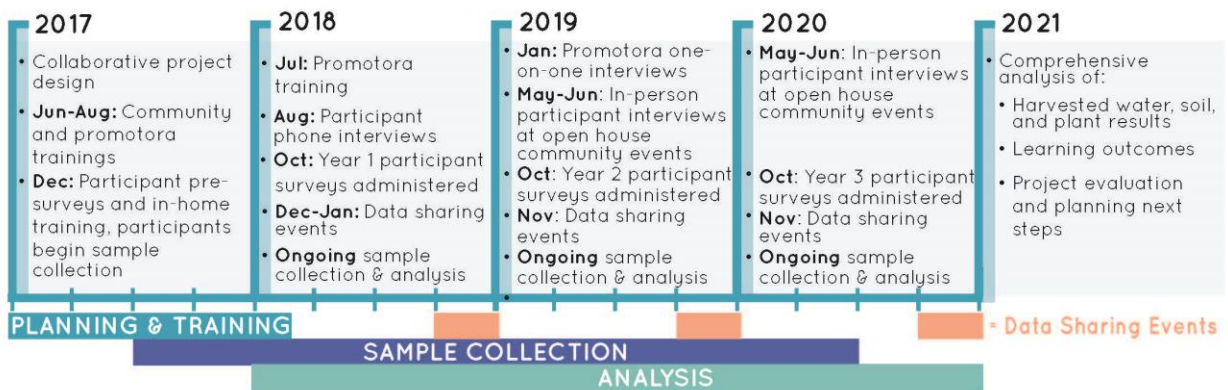 2017
• Collaborative project
design
• Jun-Aug: Community
and promotora
trainings
• Dec: Participant pre-
surveys and in-home
training, participants
begin sample
collection
2018
• Jul: Promotora
training
• Aug: Participant
phone interviews
• Oct: Year 1 participant
surveys administered
• Dec-Jan: Data sharing
events
• Ongoing sample
collection & analysis
2019
• Jan: Promotora one-
on-one interviews
• May-Jun: In-person
participant interviews
at open house
community events
• Oct: Year 2 participant
surveys administered
• Nov: Data sharing
events
• Ongoing sample
collection & analysis
•
2020
• May-Jun: In-person
participant interviews
at open house
community events
• Oct: Year 3 participant
surveys administered
• Nov: Data sharing
events
• Ongoing sample
collection & analysis
2021
• Comprehensive
analysis of:
• Harvested water, soil,
and plant results
• Learning outcomes
• Project evaluation
and planning next
steps
PLANNING & TRAINING
= Data Sharing Events
SAMPLE COLLECTION
ANALYSIS